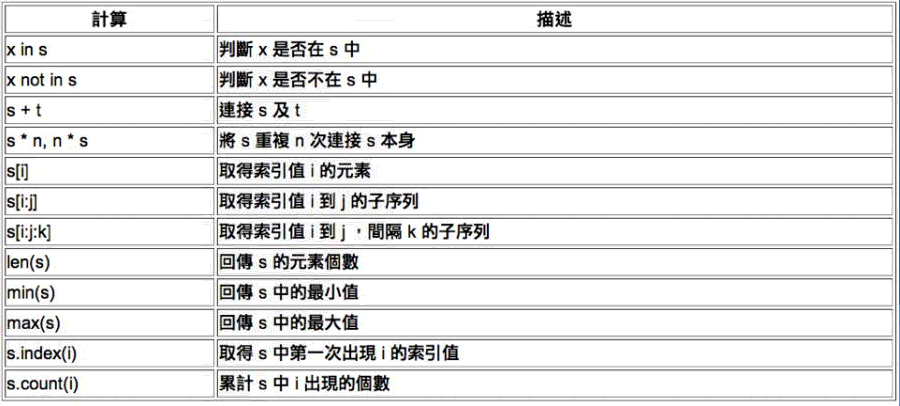 計算 描述
x in s 判斷 x 是否在 s 中
x not in s 判斷 x 是否不在 s 中
s + t 連接 s 及 t
s * n, n * s 將 s 重複 n 次連接 s 本身
s[i] 取得索引值 i 的元素
s[i:j] 取得索引值 i 到 j 的子序列
s[i:j:k] 取得索引值 i 到 j ，間隔 k 的子序列
len(s) 回傳 s 的元素個數
min(s) 回傳 s 中的最小值
max(s) 回傳 s 中的最大值
s.index(i) 取得 s 中第一次出現 i 的索引值
s.count(i) 累計 s 中 i 出現的個數